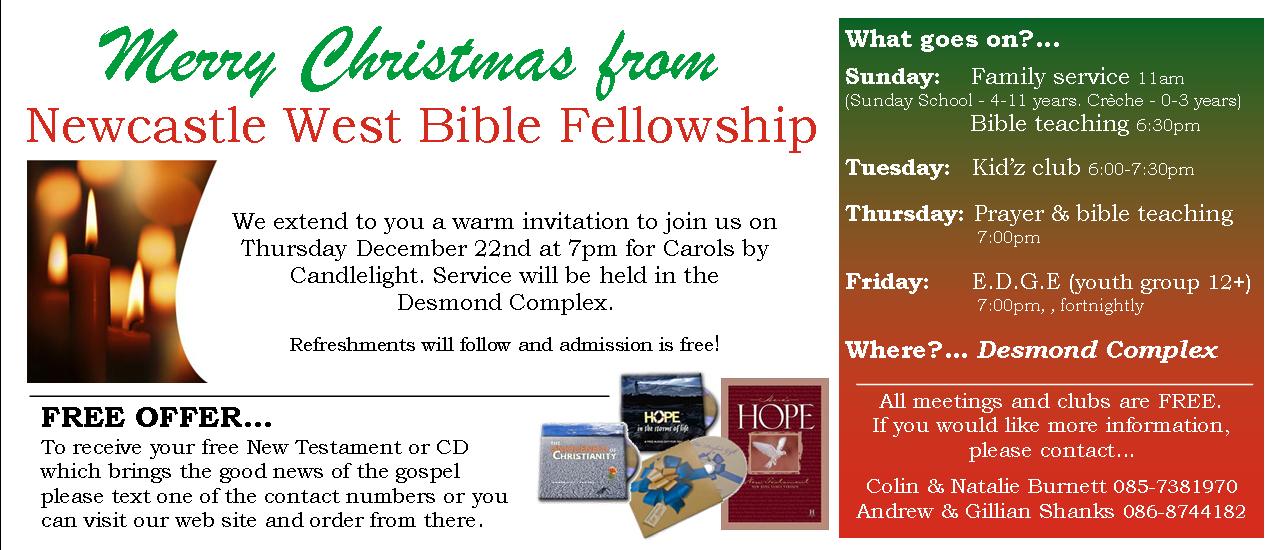 Merry Christmas from
Newcastle West Bible Fellowship
We extend to you a warm invitation to join us on
Thursday December 22nd at 7pm for Carols by
Candlelight. Service will be held in the
Desmond Complex.
Refreshments will follow and admission is free!
FREE OFFER...
To receive your free New Testament or CD
which brings the good news of the gospel
please text one of the contact numbers or you
can visit our web site and order from there.
THE
OF
CHRISTIANITY
HOPE
in the storms of life
HOPE
New Testament
What goes on?...
Sunday: Family service 11am
(Sunday School - 4-11 years. Crèche - 0-3 years)
Bible teaching 6:30pm
Tuesday: Kid'z club 6:00-7:30pm
Thursday: Prayer & bible teaching
7:00pm
Friday: E.D.G.E (youth group 12+)
7:00pm, , fortnightly
Where?... Desmond Complex
All meetings and clubs are FREE.
If you would like more information,
please contact...
Colin & Natalie Burnett 085-7381970
Andrew & Gillian Shanks 086-8744182